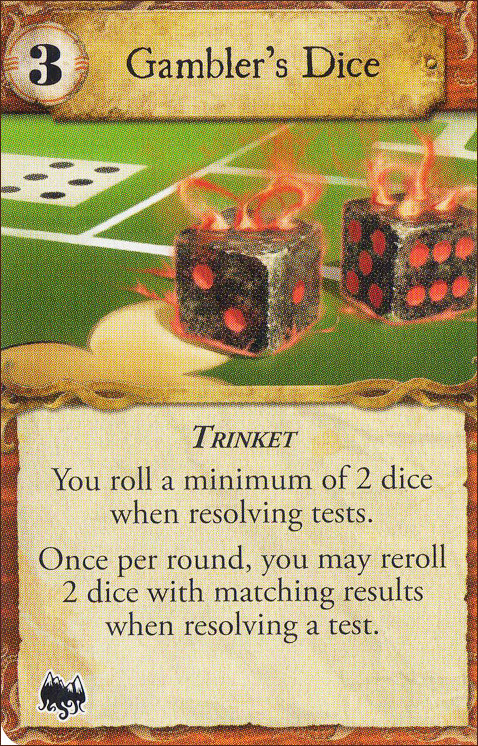 3
Gambler's Dice
TRINKET
You roll a minimum of 2 dice
when resolving tests.
Once per round, you may reroll
2 dice with matching results
when resolving a test.